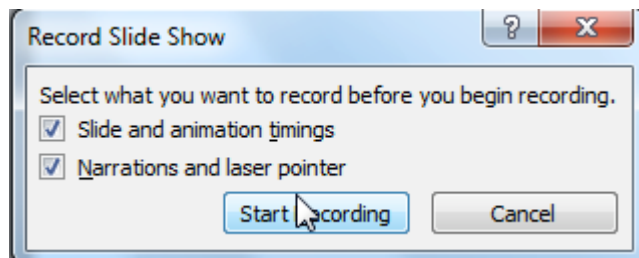 Record Slide Show
?
Select what you want to record before you begin recording.
Slide and animation timings
Narrations and laser pointer
Start Recording Cancel